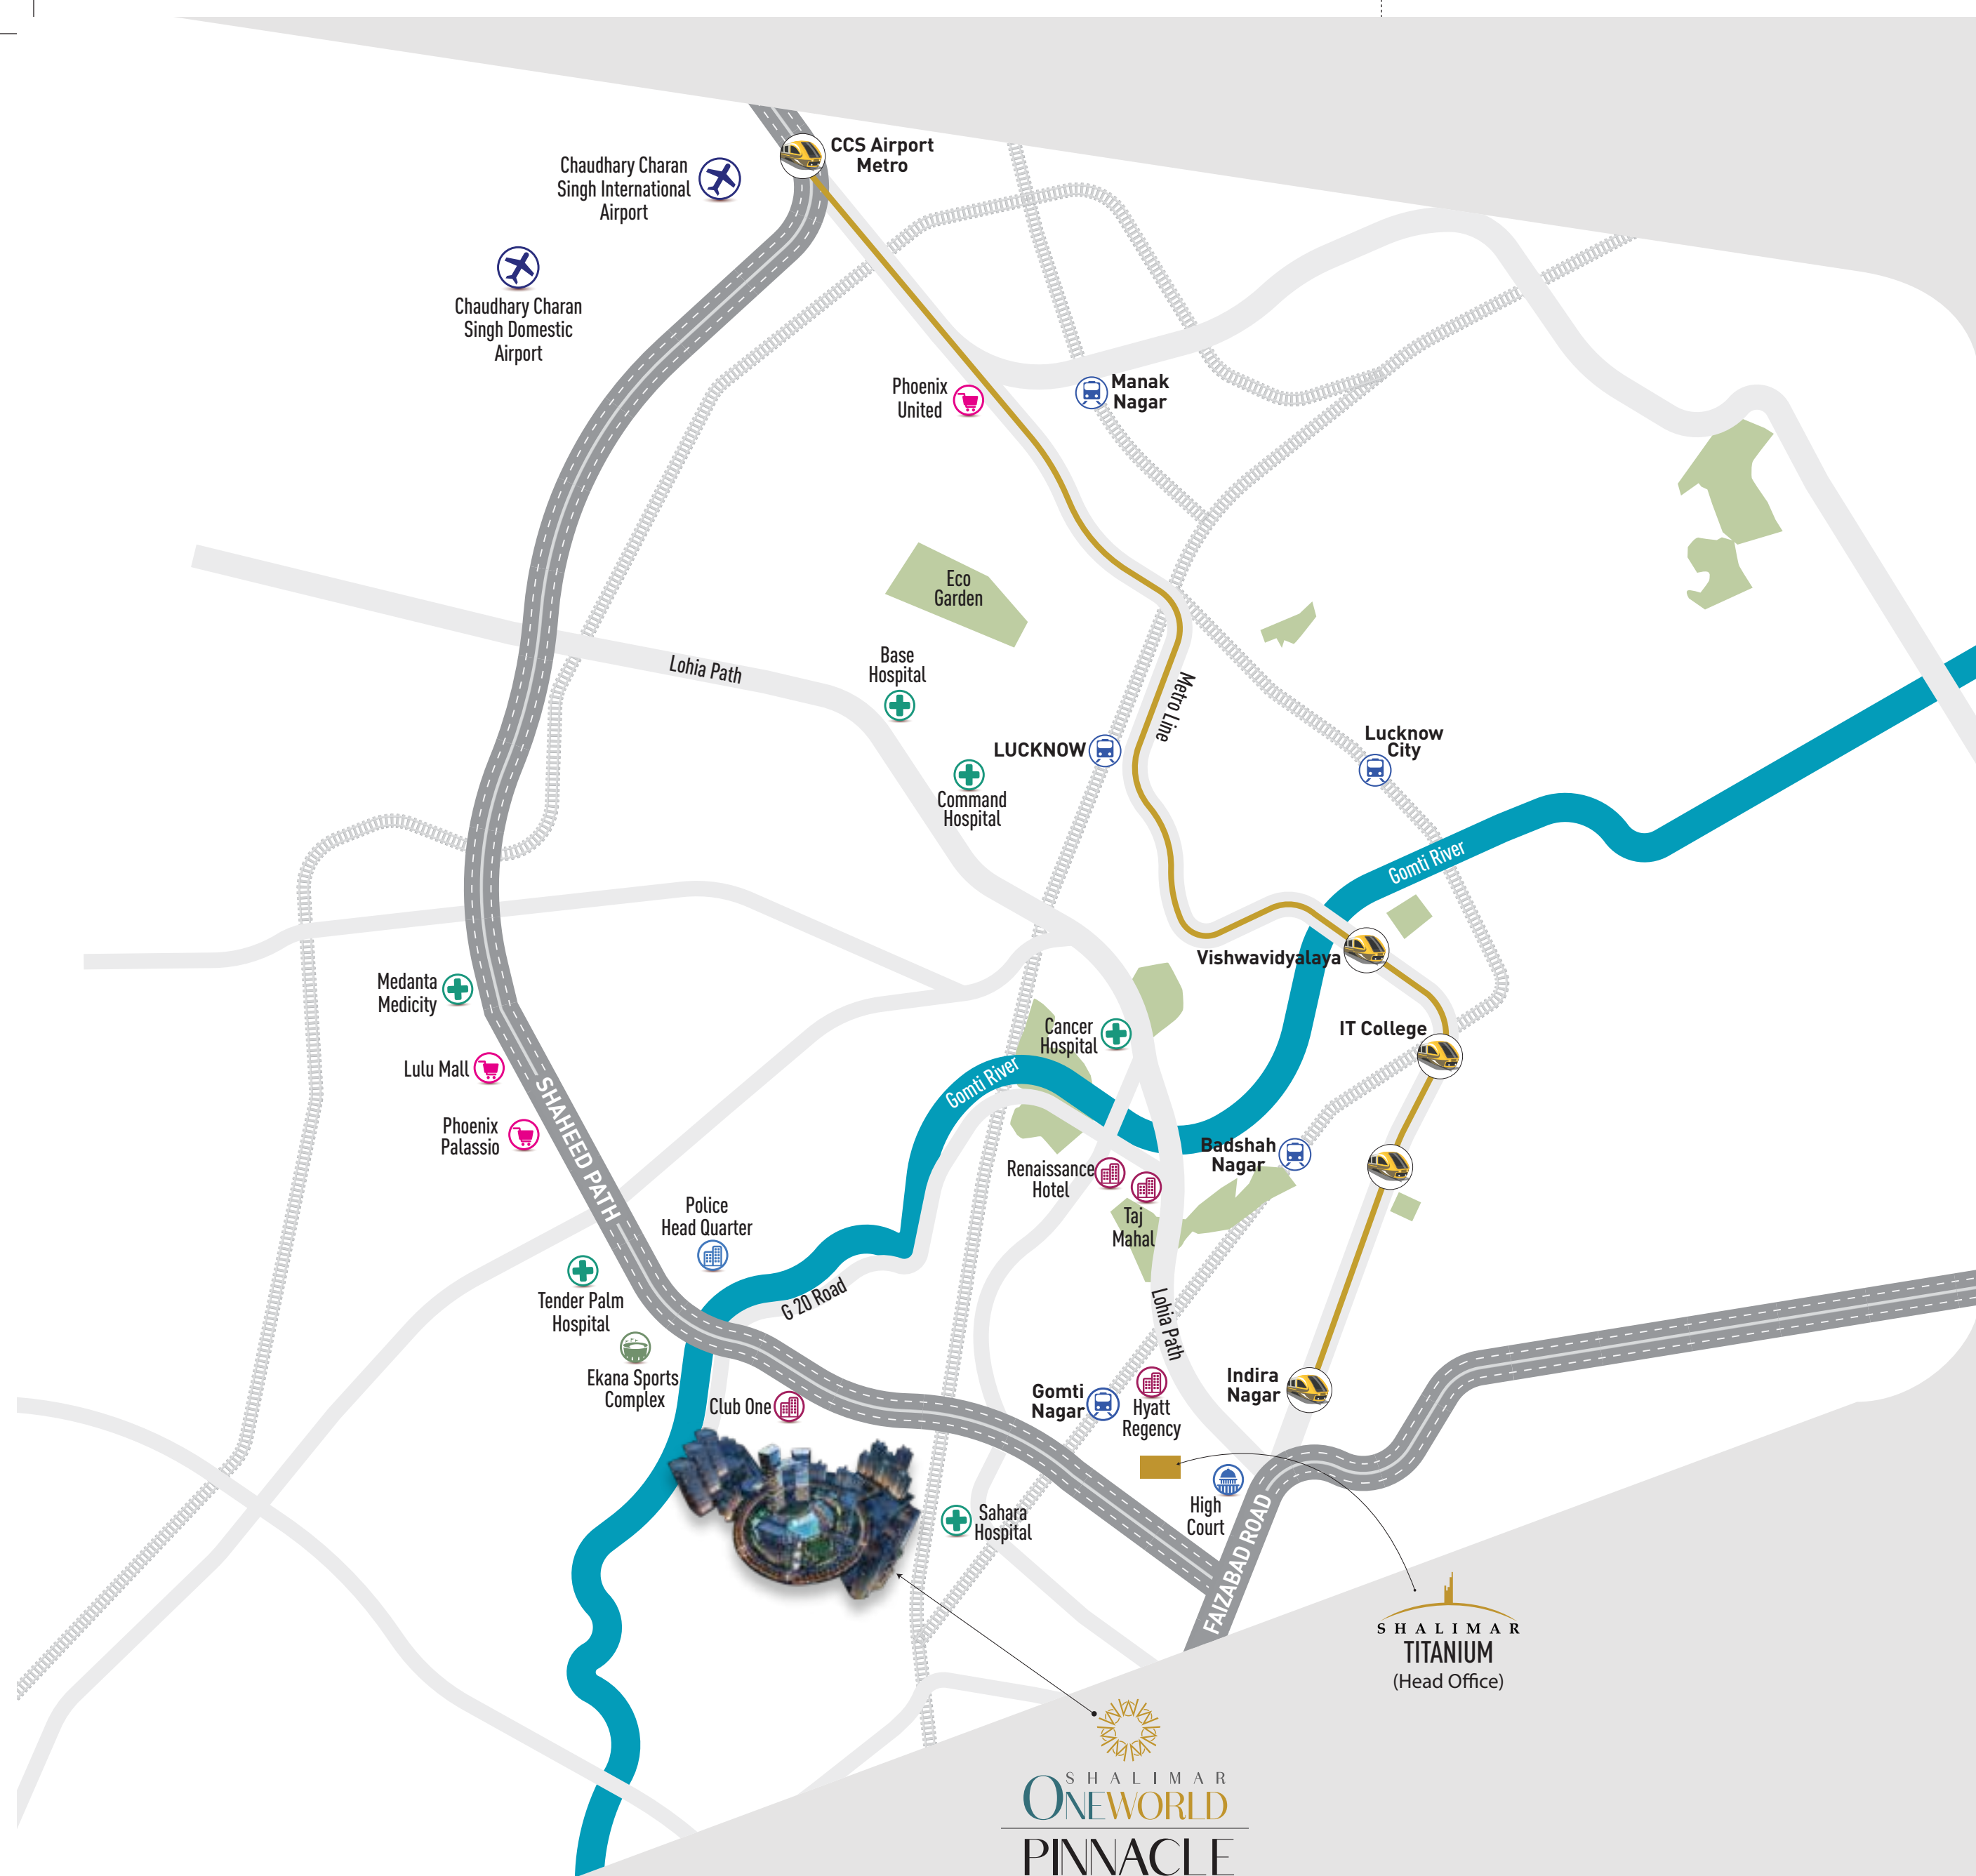 CCS Airport
Metro
Chaudhary Charan
Singh International
Airport
Chaudhary Charan
Singh Domestic
Airport
Phoenix
United
Manak
Nagar
Eco
Garden
Lohia Path
Base
Hospital
Metro Line
LUCKNOW
Lucknow
City
Command
Hospital
Gomti River
Vishwavidyalaya
Medanta
Medicity
IT College
Cancer
Hospital
Lulu Mall
Gomti River
SHAHEED PATH
Phoenix
Palassio
Badshah
Nagar
Renaissance
Hotel
Taj
Mahal
Police
Head Quarter
Tender Palm
Hospital
G 20 Road
Lohia Path
Ekana Sports
Complex
Club One
Gomti
Nagar
Hyatt
Regency
Indira
Nagar
High
Court
Sahara
Hospital
FAIZABAD ROAD
SHALIMAR
TITANIUM
(Head Office)
SHALIMAR
ONEWORLD
PINNACLE